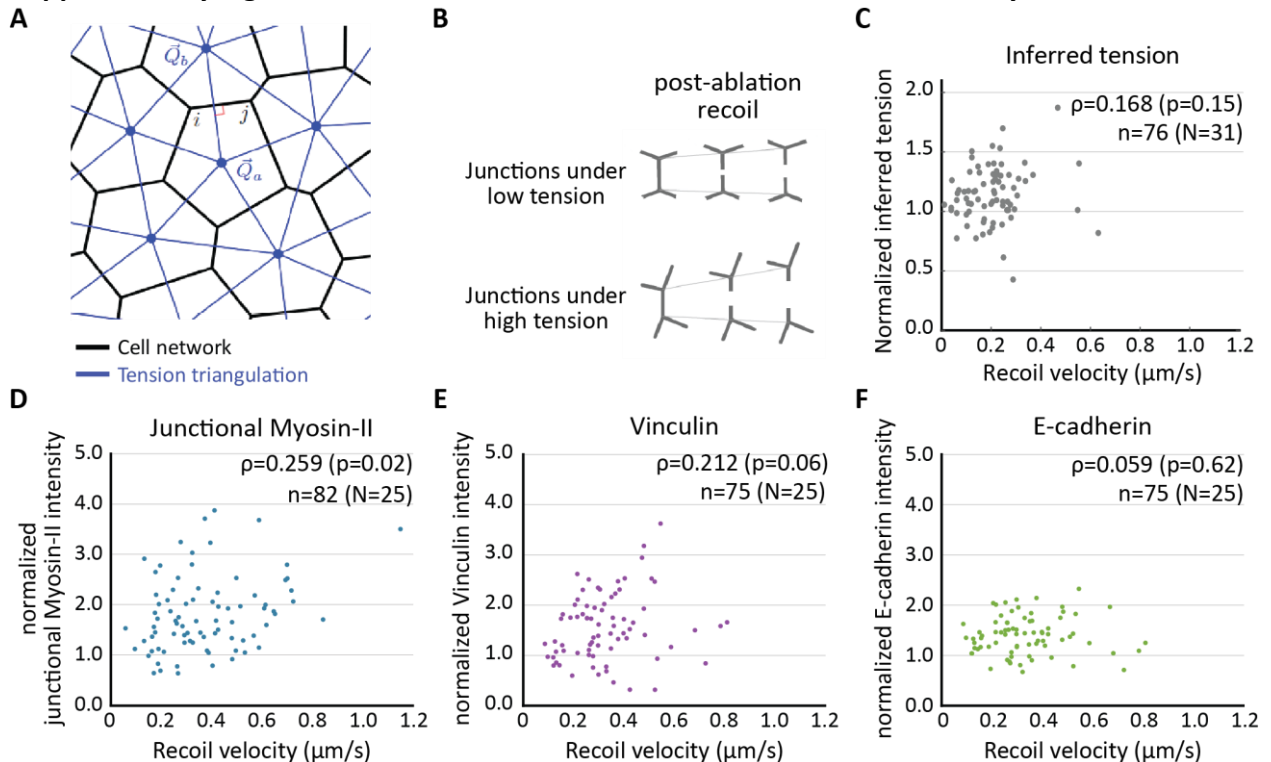 A
Q⃗b
i
j
Q⃗a
Cell network
Tension triangulation
B
post-ablation
recoil
Junctions under
low tension
Junctions under
high tension
C
Inferred tension
ρ=0.168 (p=0.15)
n=76 (N=31)
Normalized inferred tension
2.0
1.5
1.0
0.5
0.0
0 0.2 0.4 0.6 0.8 1.0 1.2
Recoil velocity (μm/s)
D
Junctional Myosin-II
ρ=0.259 (p=0.02)
n=82 (N=25)
normalized
junctional Myosin-II intensity
5.0
4.0
3.0
2.0
1.0
0.0
0 0.2 0.4 0.6 0.8 1.0 1.2
Recoil velocity (μm/s)
E
Vinculin
ρ=0.212 (p=0.06)
n=75 (N=25)
normalized Vinculin intensity
5.0
4.0
3.0
2.0
1.0
0.0
0 0.2 0.4 0.6 0.8 1.0 1.2
Recoil velocity (μm/s)
F
E-cadherin
ρ=0.059 (p=0.62)
n=75 (N=25)
normalized E-cadherin intensity
5.0
4.0
3.0
2.0
1.0
0.0
0 0.2 0.4 0.6 0.8 1.0 1.2
Recoil velocity (μm/s)